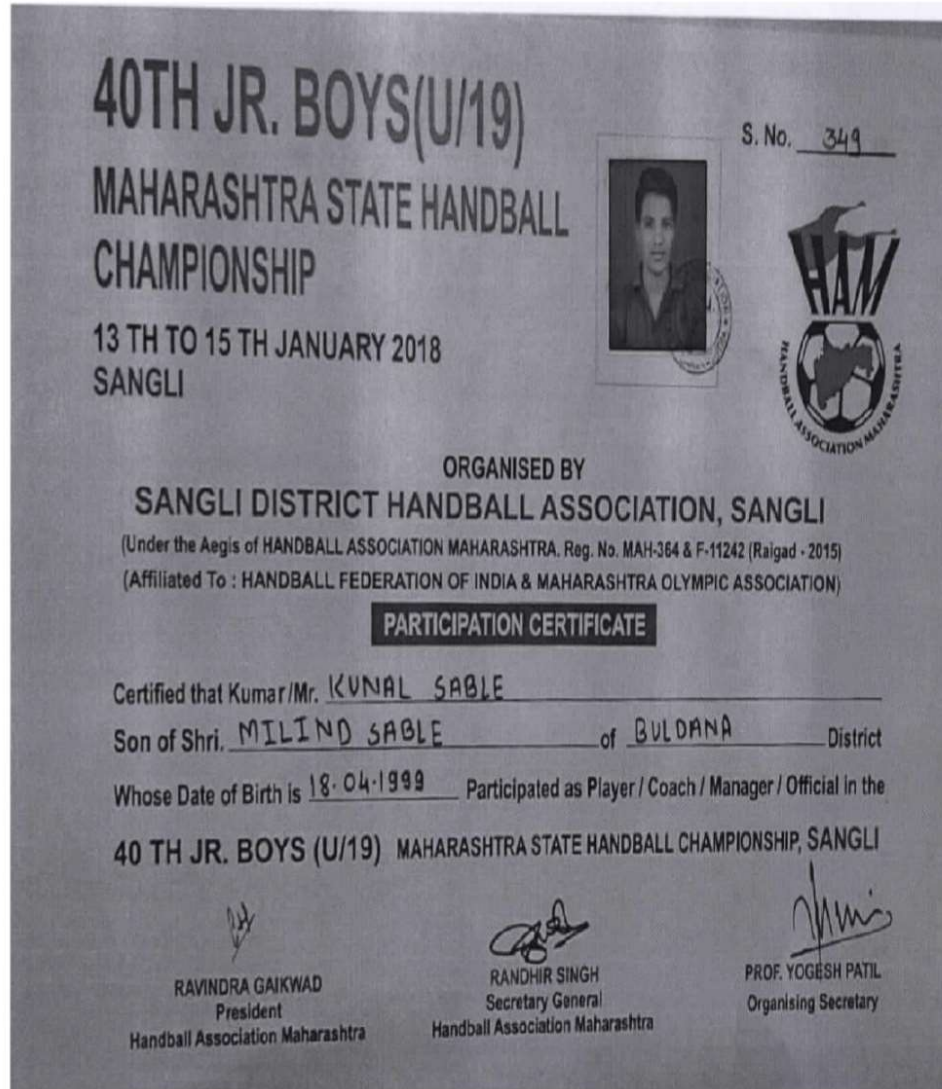 40TH JR. BOYS(U/19)
S. No. 349
MAHARASHTRA STATE HANDBALL
CHAMPIONSHIP
13 TH TO 15 TH JANUARY 2018
SANGLI
HAM
HANDBALL ASSOCIATION MAHARASHTRA
ORGANISED BY
SANGLI DISTRICT HANDBALL ASSOCIATION, SANGLI
(Under the Aegis of HANDBALL ASSOCIATION MAHARASHTRA. Reg. No. MAH-364 & F-11242 (Raigad - 2015)
(Affiliated To : HANDBALL FEDERATION OF INDIA & MAHARASHTRA OLYMPIC ASSOCIATION)
PARTICIPATION CERTIFICATE
Certified that Kumar/Mr. KUNAL SABLE
Son of Shri. MILIND SABLE of BULDANA District
Whose Date of Birth is 18.04.1999 Participated as Player / Coach / Manager / Official in the
40 TH JR. BOYS (U/19) MAHARASHTRA STATE HANDBALL CHAMPIONSHIP, SANGLI
RAVINDRA GAIKWAD
President
Handball Association Maharashtra
RANDHIR SINGH
Secretary General
Handball Association Maharashtra
PROF. YOGESH PATIL
Organising Secretary